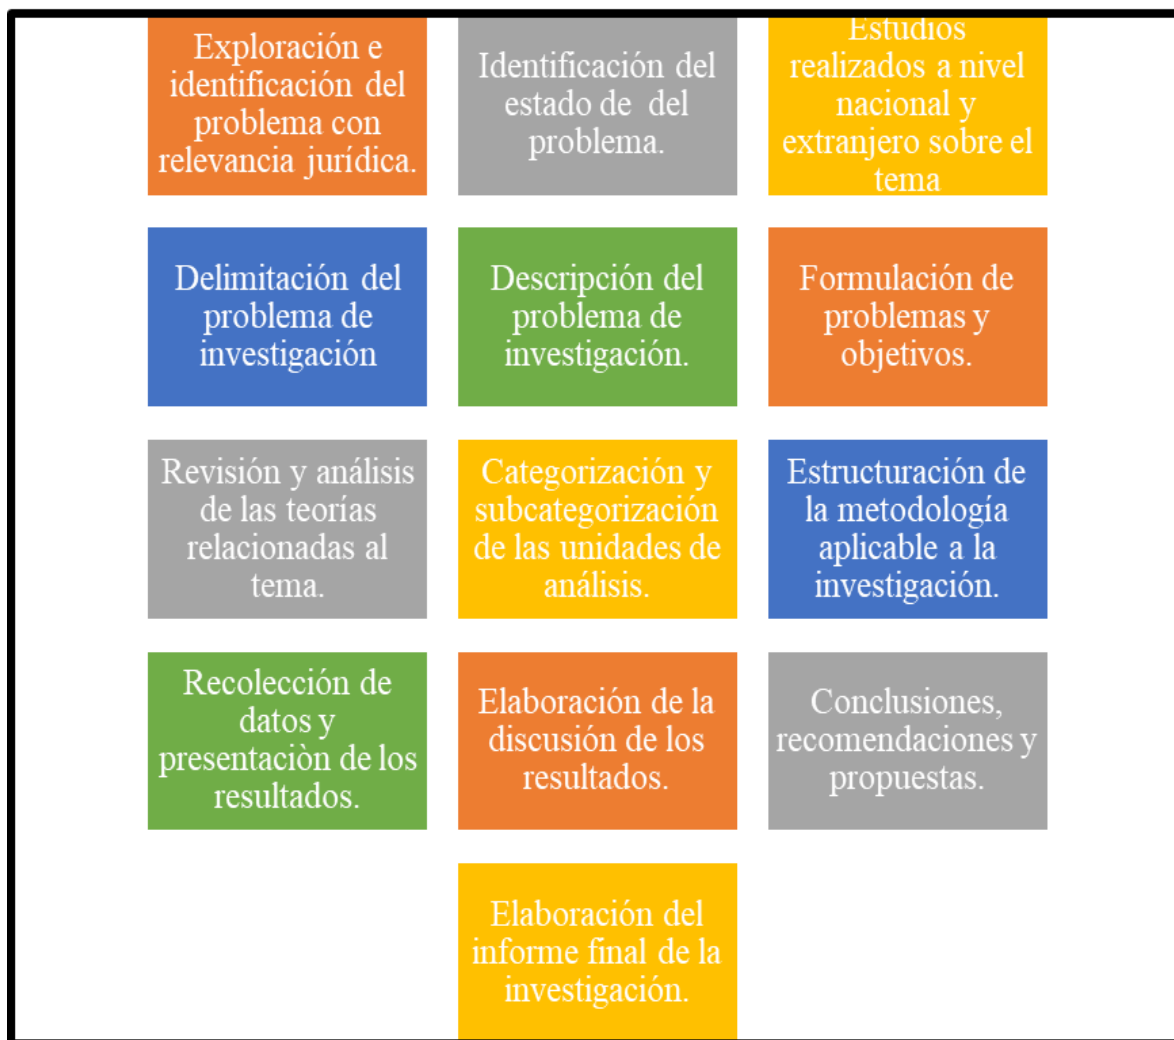 Exploración e
identificación del
problema con
relevancia jurídica.
Identificación del
estado de  del
problema.
Estudios
realizados a nivel
nacional y
extranjero sobre el
tema
Delimitación del
problema de
investigación
Descripción del
problema de
investigación.
Formulación de
problemas y
objetivos.
Revisión y análisis
de las teorías
relacionadas al
tema.
Categorización y
subcategorización
de las unidades de
análisis.
Estructuración de
la metodología
aplicable a la
investigación.
Recolección de
datos y
presentaciòn de los
resultados.
Elaboración de la
discusión de los
resultados.
Conclusiones,
recomendaciones y
propuestas.
Elaboración del
informe final de la
investigación.